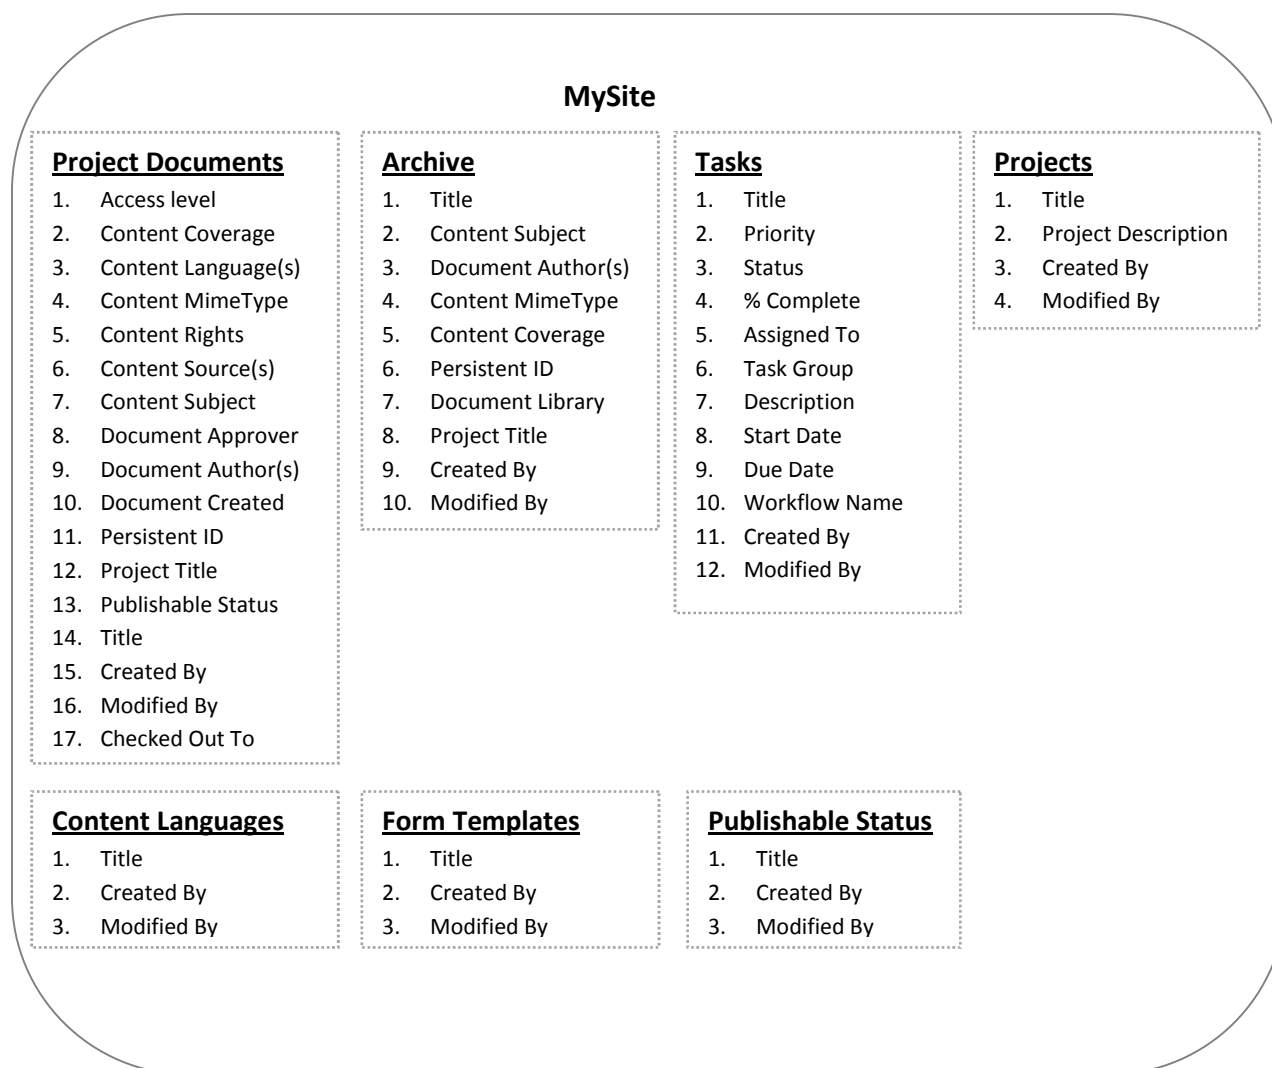 MySite
Project Documents
1. Access level
2. Content Coverage
3. Content Language(s)
4. Content MimeType
5. Content Rights
6. Content Source(s)
7. Content Subject
8. Document Approver
9. Document Author(s)
10. Document Created
11. Persistent ID
12. Project Title
13. Publishable Status
14. Title
15. Created By
16. Modified By
17. Checked Out To
Archive
1. Title
2. Content Subject
3. Document Author(s)
4. Content MimeType
5. Content Coverage
6. Persistent ID
7. Document Library
8. Project Title
9. Created By
10. Modified By
Tasks
1. Title
2. Priority
3. Status
4. % Complete
5. Assigned To
6. Task Group
7. Description
8. Start Date
9. Due Date
10. Workflow Name
11. Created By
12. Modified By
Projects
1. Title
2. Project Description
3. Created By
4. Modified By
Content Languages
1. Title
2. Created By
3. Modified By
Form Templates
1. Title
2. Created By
3. Modified By
Publishable Status
1. Title
2. Created By
3. Modified By